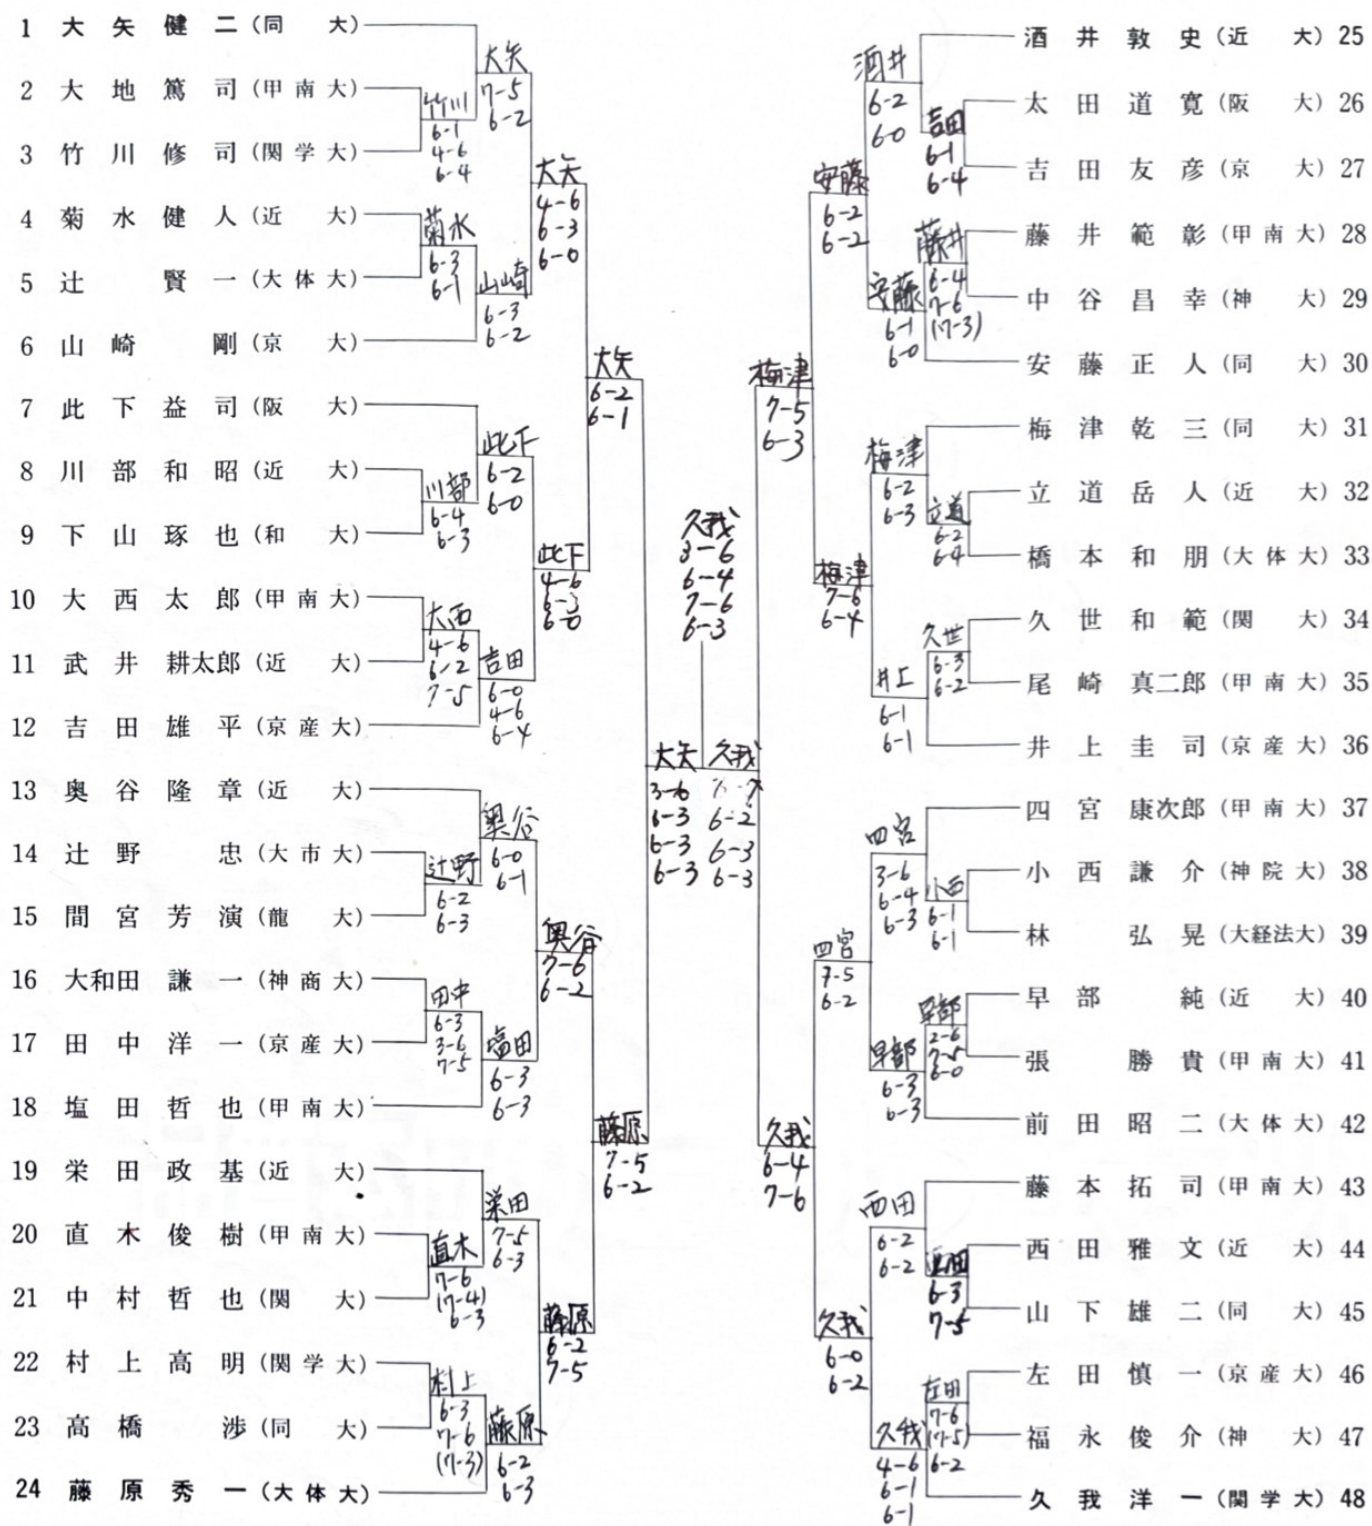 1 大矢健二(同大)
2 大地篤司(甲南大)
3 竹川修司(関学大)
4 菊水健人(近大)
5 辻賢一(大体大)
6 山崎剛(京大)
7 此下益司(阪大)
8 川部和昭(近大)
9 下山琢也(和大)
10 大西太郎(甲南大)
11 武井耕太郎(近大)
12 吉田雄平(京産大)
13 奥谷隆章(近大)
14 辻野忠(大市大)
15 間宮芳演(龍大)
16 大和田謙一(神商大)
17 田中洋一(京産大)
18 塩田哲也(甲南大)
19 栄田政基(近大)
20 直木俊樹(甲南大)
21 中村哲也(関大)
22 村上高明(関学大)
23 高橋渉(同大)
24 藤原秀一(大体大)
竹川
6-1
4-6
6-4
菊水
6-3
6-1
川部
6-4
6-3
大西
4-6
6-2
7-5
辻野
6-2
6-3
田中
6-3
3-6
7-5
直木
7-6
(7-4)
6-3
村上
6-3
7-6
(7-3)
大矢
7-5
6-2
山崎
6-3
6-2
此下
6-2
6-0
吉田
6-0
4-6
6-4
奥谷
6-0
6-1
塩田
6-3
6-3
栄田
7-5
6-3
藤原
6-2
6-3
大矢
4-6
6-3
6-0
此下
4-6
6-3
6-0
奥谷
7-6
6-2
藤原
6-2
7-5
大矢
6-2
6-1
藤原
7-5
6-2
大矢
3-6
6-3
6-3
6-3
久我
3-6
6-4
7-6
6-3
久我
6-2
6-3
6-3
梅津
7-5
6-3
久我
6-4
7-6
安藤
6-2
6-2
梅津
7-6
6-4
四宮
7-5
6-2
久我
6-0
6-2
酒井
6-2
6-0
安藤
6-1
6-0
梅津
6-2
6-3
井上
6-1
6-1
四宮
3-6
6-4
6-3
早部
6-3
6-3
西田
6-2
6-2
久我
4-6
6-1
6-1
吉田
6-1
6-4
藤井
6-4
7-6
(7-3)
立道
6-2
6-4
久世
6-3
6-2
小西
6-1
6-1
早部
2-6
7-5
6-0
西田
6-3
7-5
左田
7-6
(7-5)
6-2
酒井敦史(近大) 25
太田道寛(阪大) 26
吉田友彦(京大) 27
藤井範彰(甲南大) 28
中谷昌幸(神大) 29
安藤正人(同大) 30
梅津乾三(同大) 31
立道岳人(近大) 32
橋本和朋(大体大) 33
久世和範(関大) 34
尾崎真二郎(甲南大) 35
井上圭司(京産大) 36
四宮康次郎(甲南大) 37
小西謙介(神院大) 38
林弘晃(大経法大) 39
早部純(近大) 40
張勝貴(甲南大) 41
前田昭二(大体大) 42
藤本拓司(甲南大) 43
西田雅文(近大) 44
山下雄二(同大) 45
左田慎一(京産大) 46
福永俊介(神大) 47
久我洋一(関学大) 48